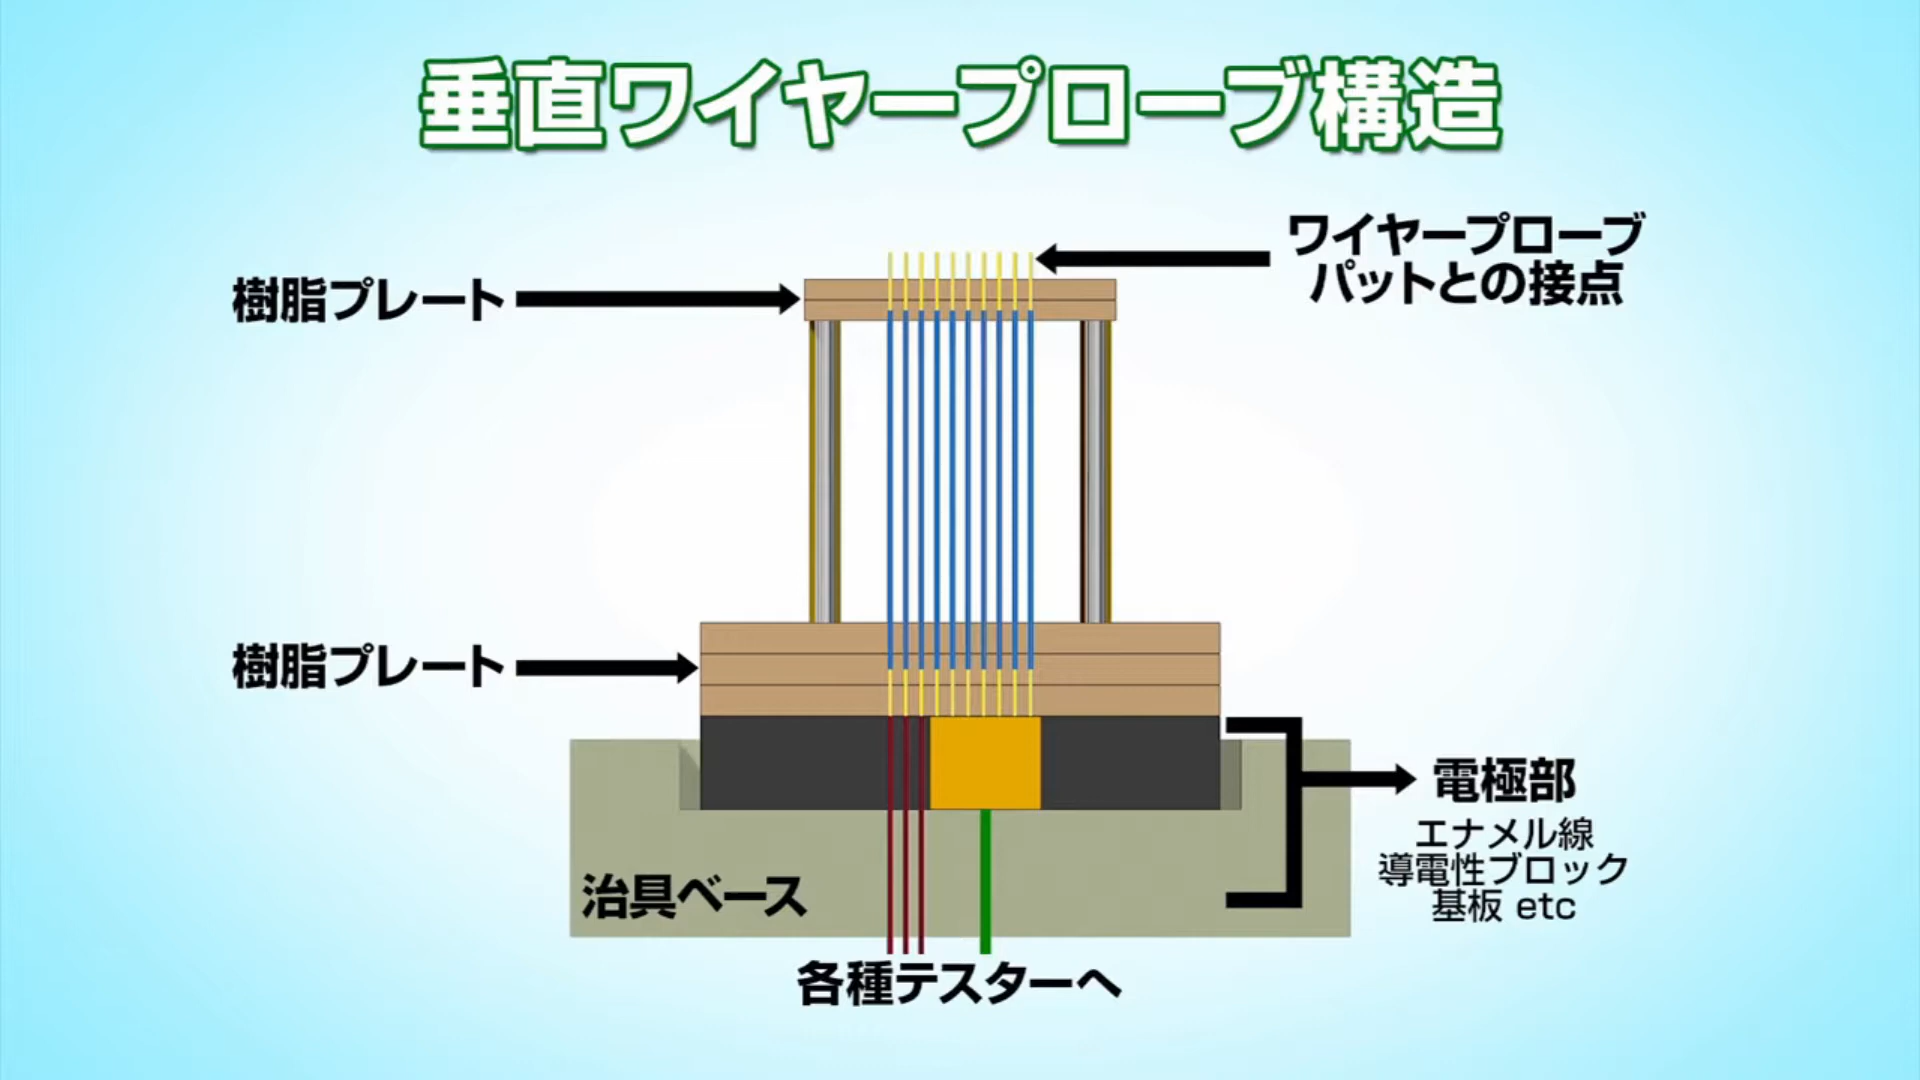 垂直ワイヤープローブ構造
ワイヤープローブ
パットとの接点
樹脂プレート
樹脂プレート
電極部
エナメル線
導電性ブロック
基板 etc
治具ベース
各種テスターへ